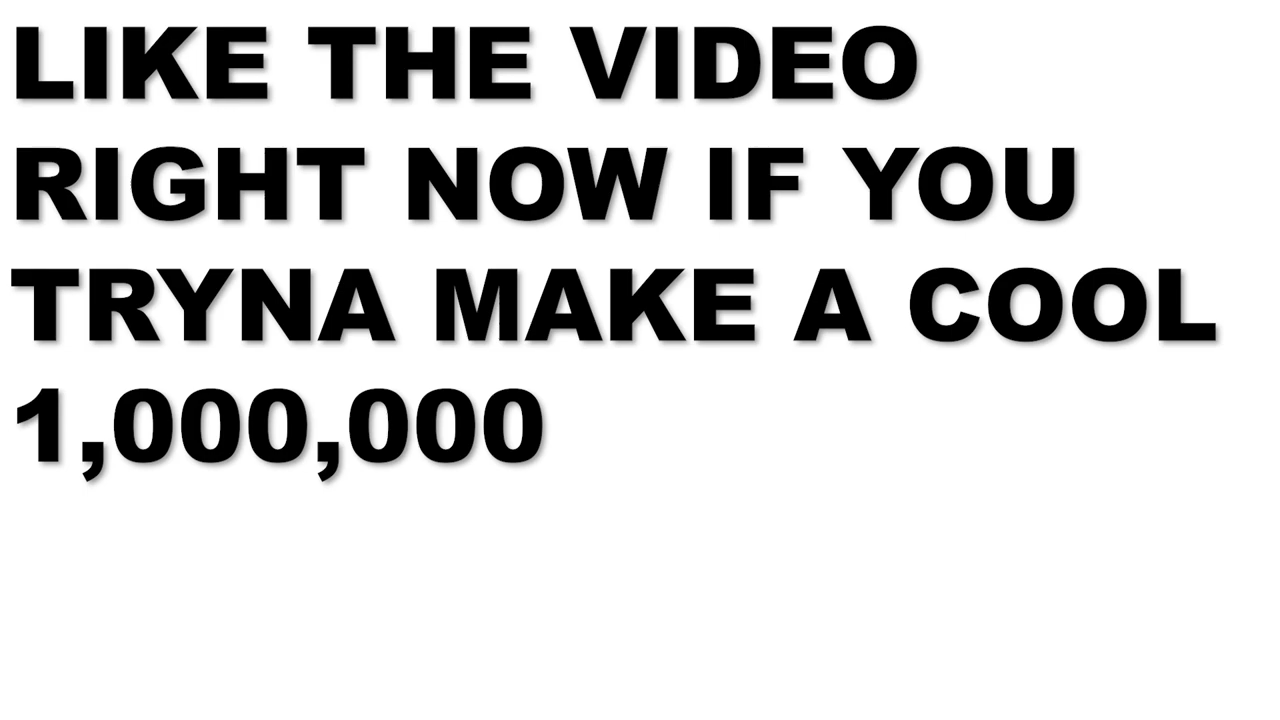 LIKE THE VIDEO
RIGHT NOW IF YOU
TRYNA MAKE A COOL
1,000,000